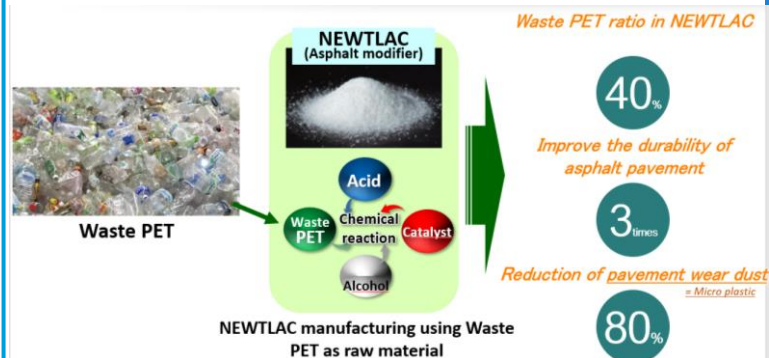 Waste PET ratio in NEWTLAC
NEWTLAC
(Asphalt modifier)
40%
Improve the durability of
asphalt pavement
Acid
Waste
PET
Chemical
reaction
Catalyst
Alcohol
Waste PET
3 times
Reduction of pavement wear dust
= Micro plastic
80%
NEWTLAC manufacturing using Waste
PET as raw material